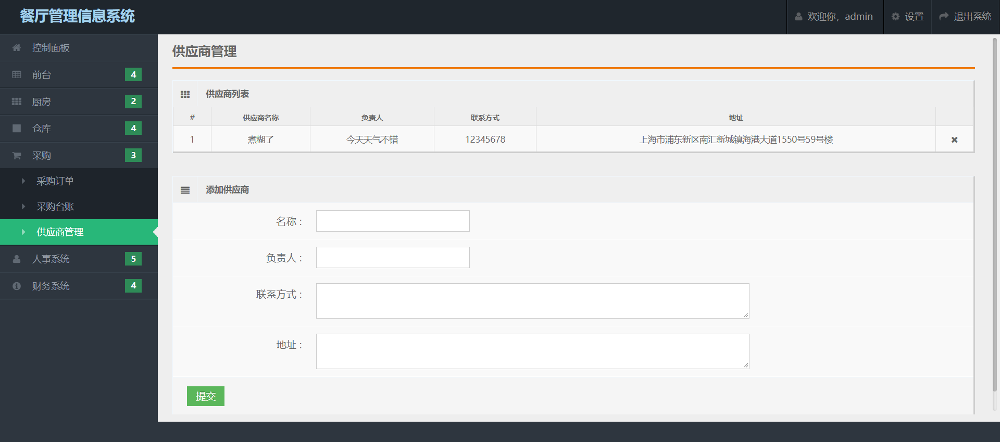 餐厅管理信息系统
欢迎你，admin
设置
退出系统
控制面板
前台 4
厨房 2
仓库 4
采购 3
采购订单
采购台账
供应商管理
人事系统 5
财务系统 4
供应商管理
供应商列表
# 供应商名称 负责人 联系方式 地址
1 煮糊了 今天天气不错 12345678 上海市浦东新区南汇新城镇海港大道1550号59号楼
添加供应商
名称 :
负责人 :
联系方式 :
地址 :
提交